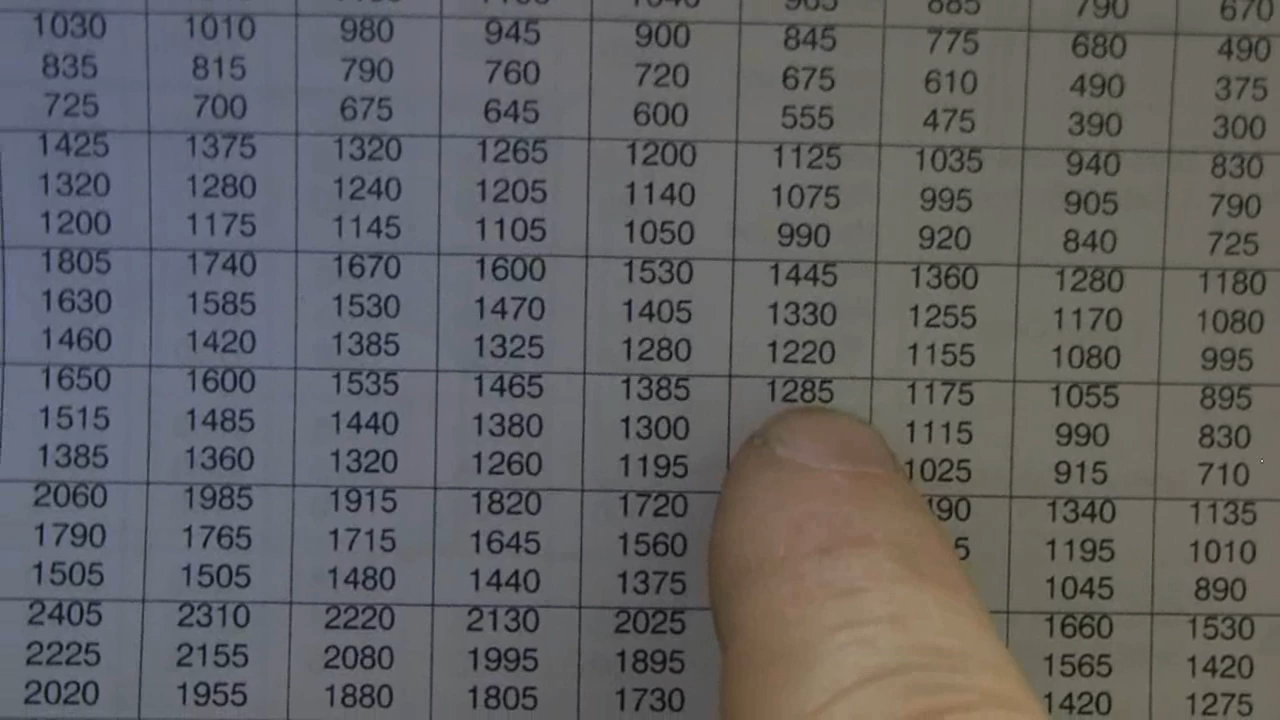 790 670
1030 1010 980 945 900 845 775 680 490
835 815 790 760 720 675 610 490 375
725 700 675 645 600 555 475 390 300
1425 1375 1320 1265 1200 1125 1035 940 830
1320 1280 1240 1205 1140 1075 995 905 790
1200 1175 1145 1105 1050 990 920 840 725
1805 1740 1670 1600 1530 1445 1360 1280 1180
1630 1585 1530 1470 1405 1330 1255 1170 1080
1460 1420 1385 1325 1280 1220 1155 1080 995
1650 1600 1535 1465 1385 1285 1175 1055 895
1515 1485 1440 1380 1300 1115 990 830
1385 1360 1320 1260 1195 1025 915 710
2060 1985 1915 1820 1720 1340 1135
1790 1765 1715 1645 1560 1195 1010
1505 1505 1480 1440 1375 1045 890
2405 2310 2220 2130 2025 1660 1530
2225 2155 2080 1995 1895 1565 1420
2020 1955 1880 1805 1730 1420 1275